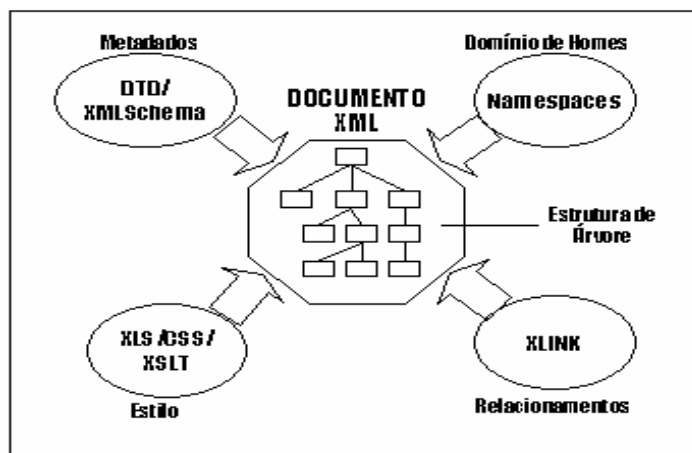 Metadados
DTD/
XMLSchema
Domínio de Homes
Namespaces
DOCUMENTO
XML
Estrutura de
Árvore
XLS/CSS/
XSLT
Estilo
XLINK
Relacionamentos